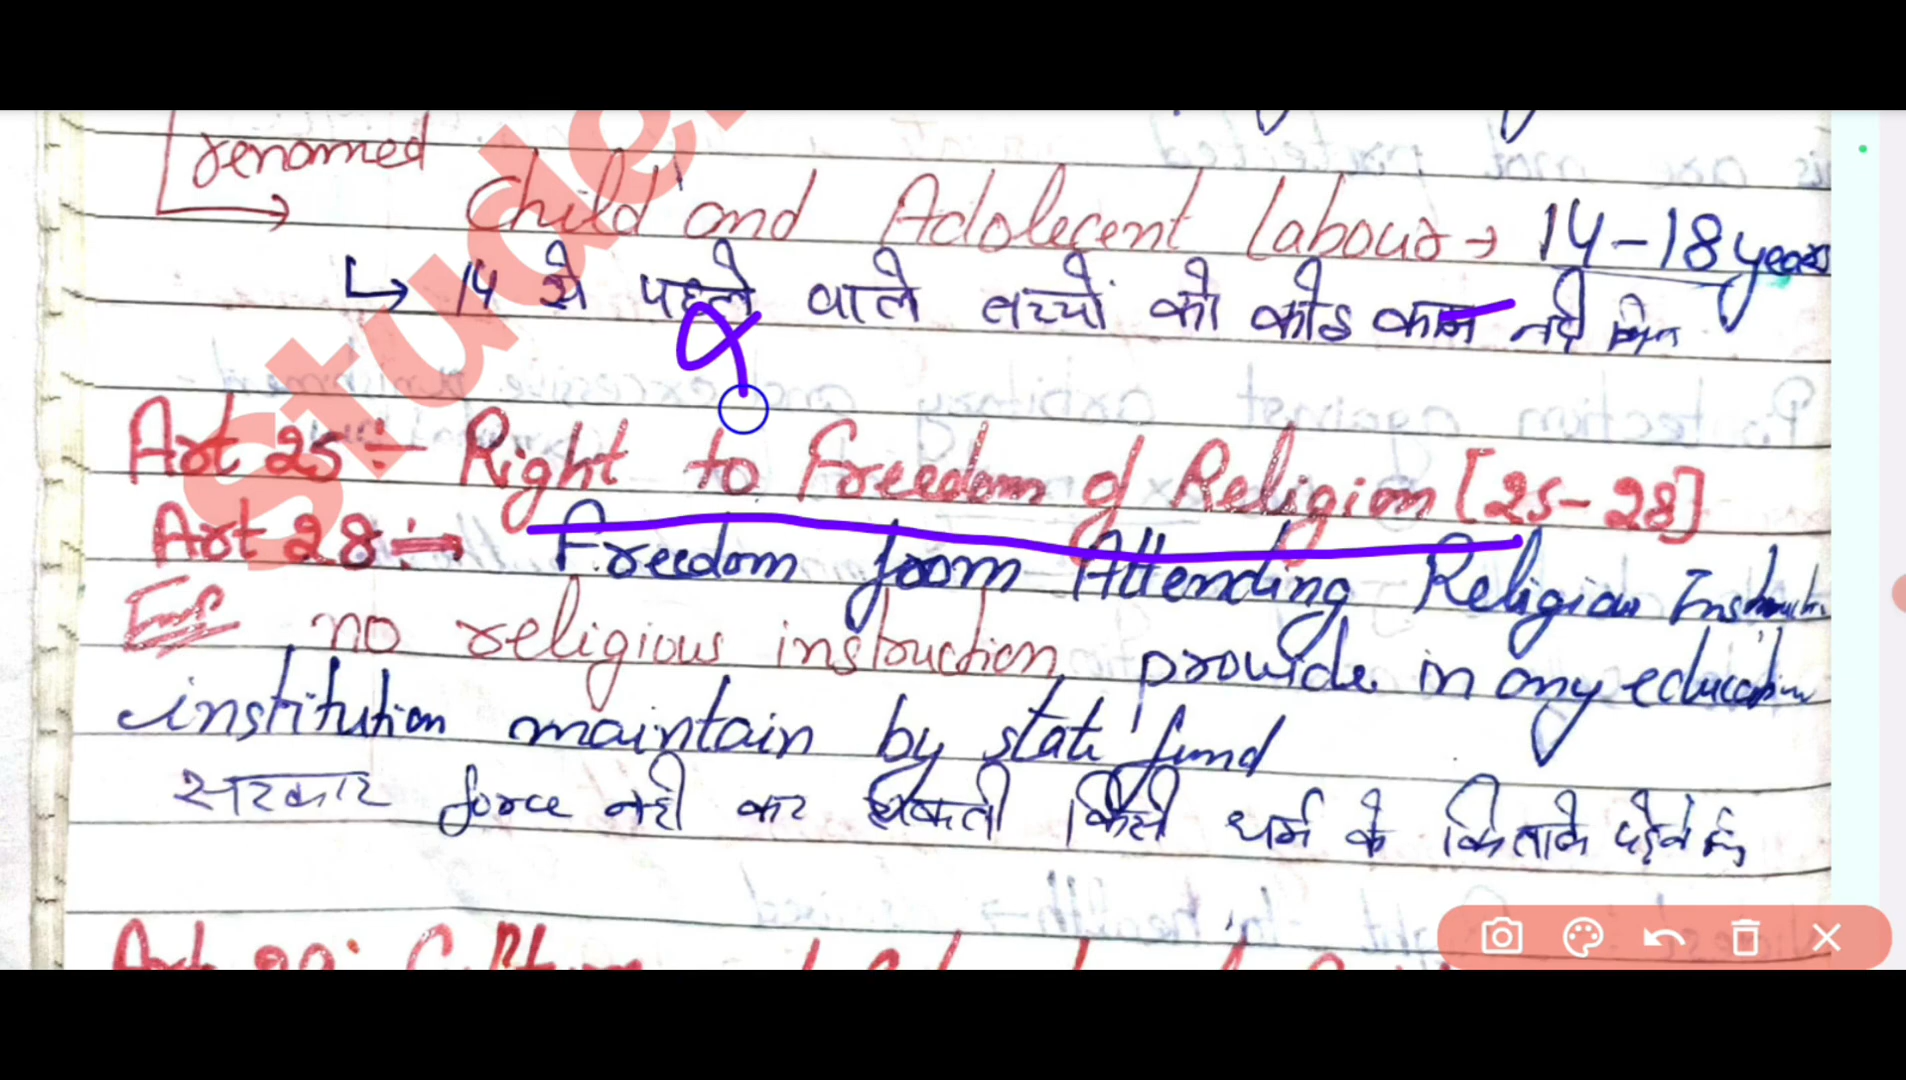 renamed
Child and Adolecent Labour → 14-18 years
↳ 14 से पहले वाले बच्चों को कोइ काम नही
Art 25 :- Right to Freedom of Religion [25-28]
Art 28 :→ Freedom from Attending Religion
no religious instruction provide in any education
institution maintain by state fund
सरकार force नही कर सकती किसी धर्म के